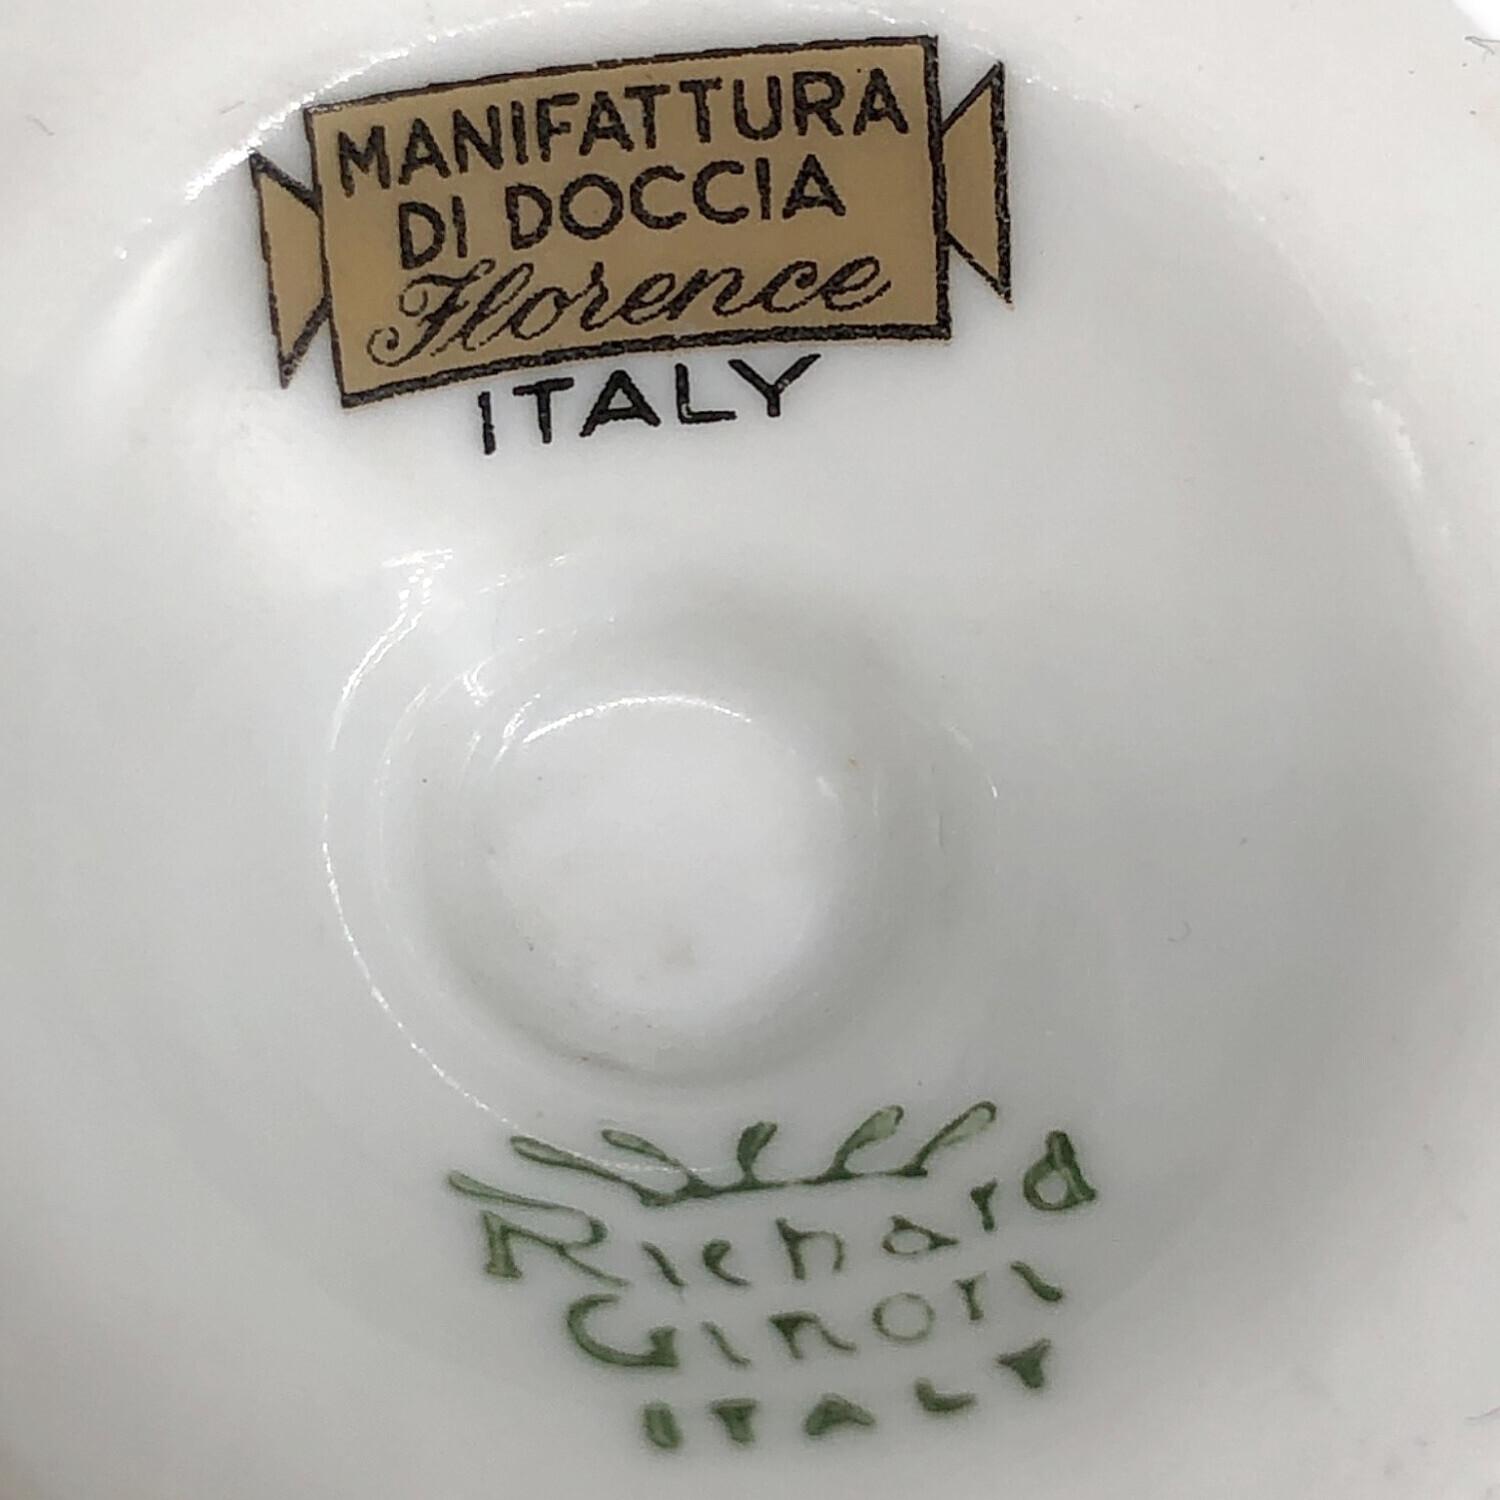 MANIFATTURA
DI DOCCIA
Florence
ITALY
Richard
Ginori
ITALY